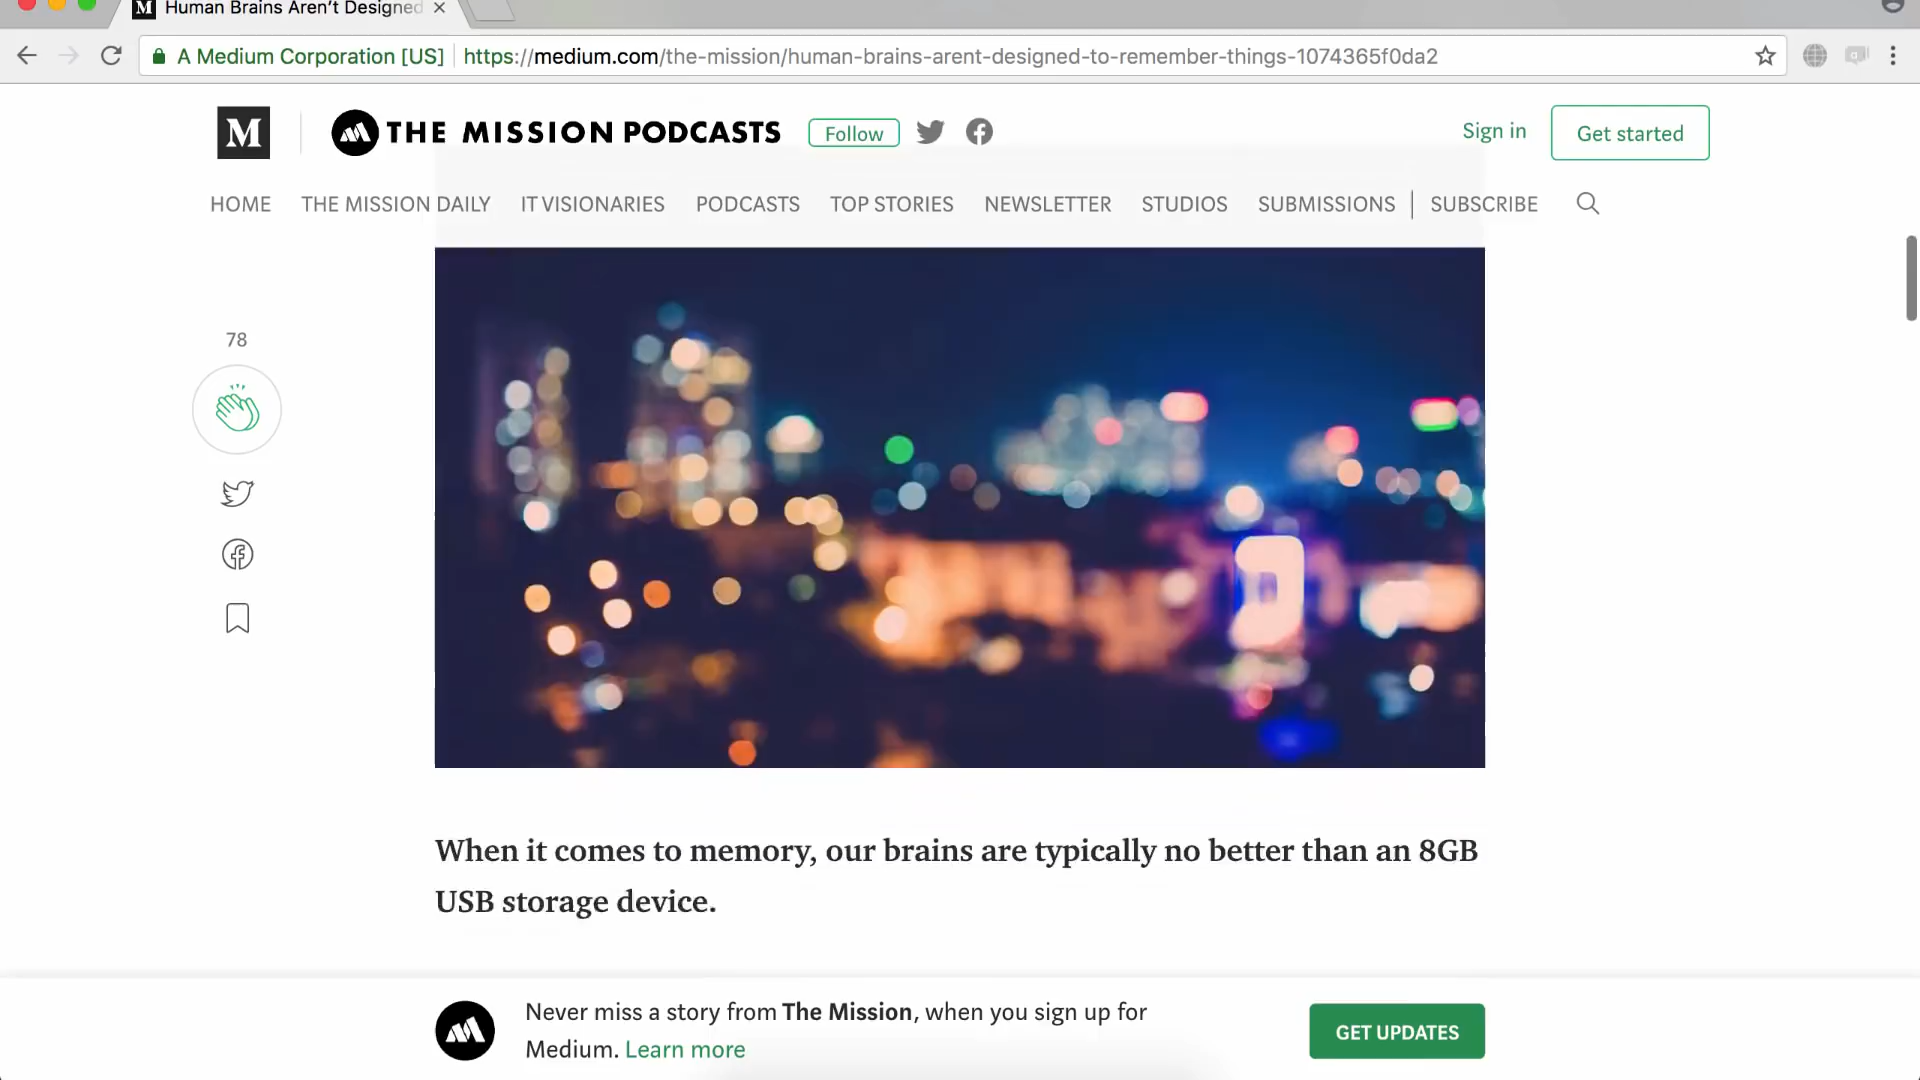 Human Brains Aren't Designed
A Medium Corporation [US]
https://medium.com/the-mission/human-brains-arent-designed-to-remember-things-1074365f0da2
M
THE MISSION PODCASTS
Follow
Sign in
Get started
HOME THE MISSION DAILY IT VISIONARIES PODCASTS TOP STORIES NEWSLETTER STUDIOS SUBMISSIONS SUBSCRIBE
78
When it comes to memory, our brains are typically no better than an 8GB
USB storage device.
Never miss a story from The Mission, when you sign up for
Medium. Learn more
GET UPDATES